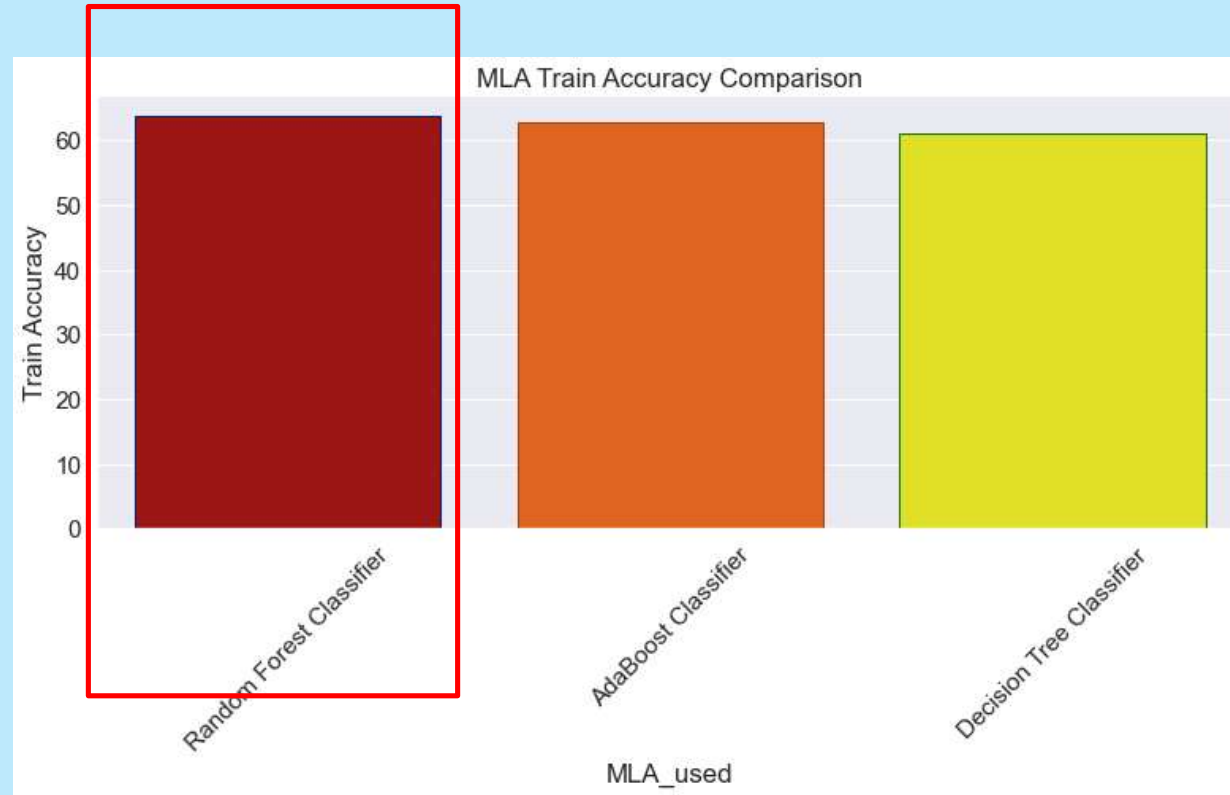 MLA Train Accuracy Comparison
Train Accuracy
60
50
40
30
20
10
0
Random Forest Classifier
AdaBoost Classifier
Decision Tree Classifier
MLA_used